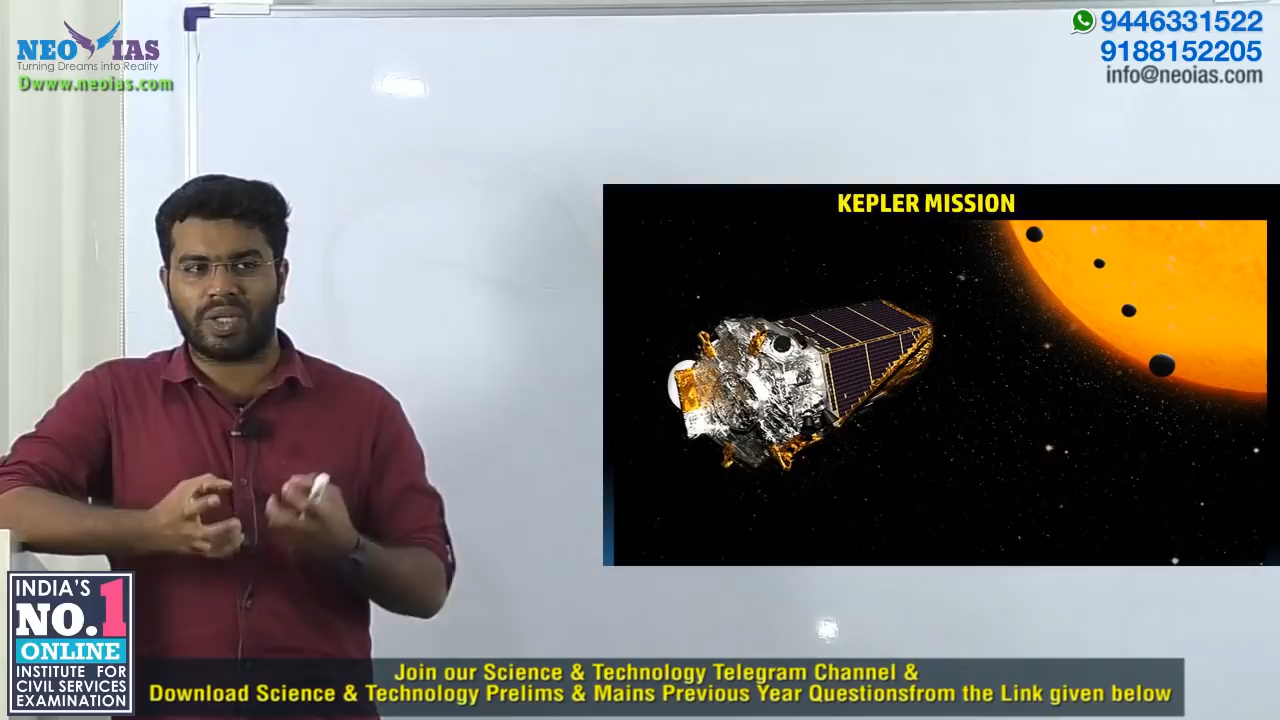 NEO IAS
Turning Dreams into Reality
Dwww.neoias.com
9446331522
9188152205
info@neoias.com
KEPLER MISSION
INDIA'S
NO.1
ONLINE
INSTITUTE FOR
CIVIL SERVICES
EXAMINATION
Join our Science & Technology Telegram Channel &
Download Science & Technology Prelims & Mains Previous Year Questionsfrom the Link given below